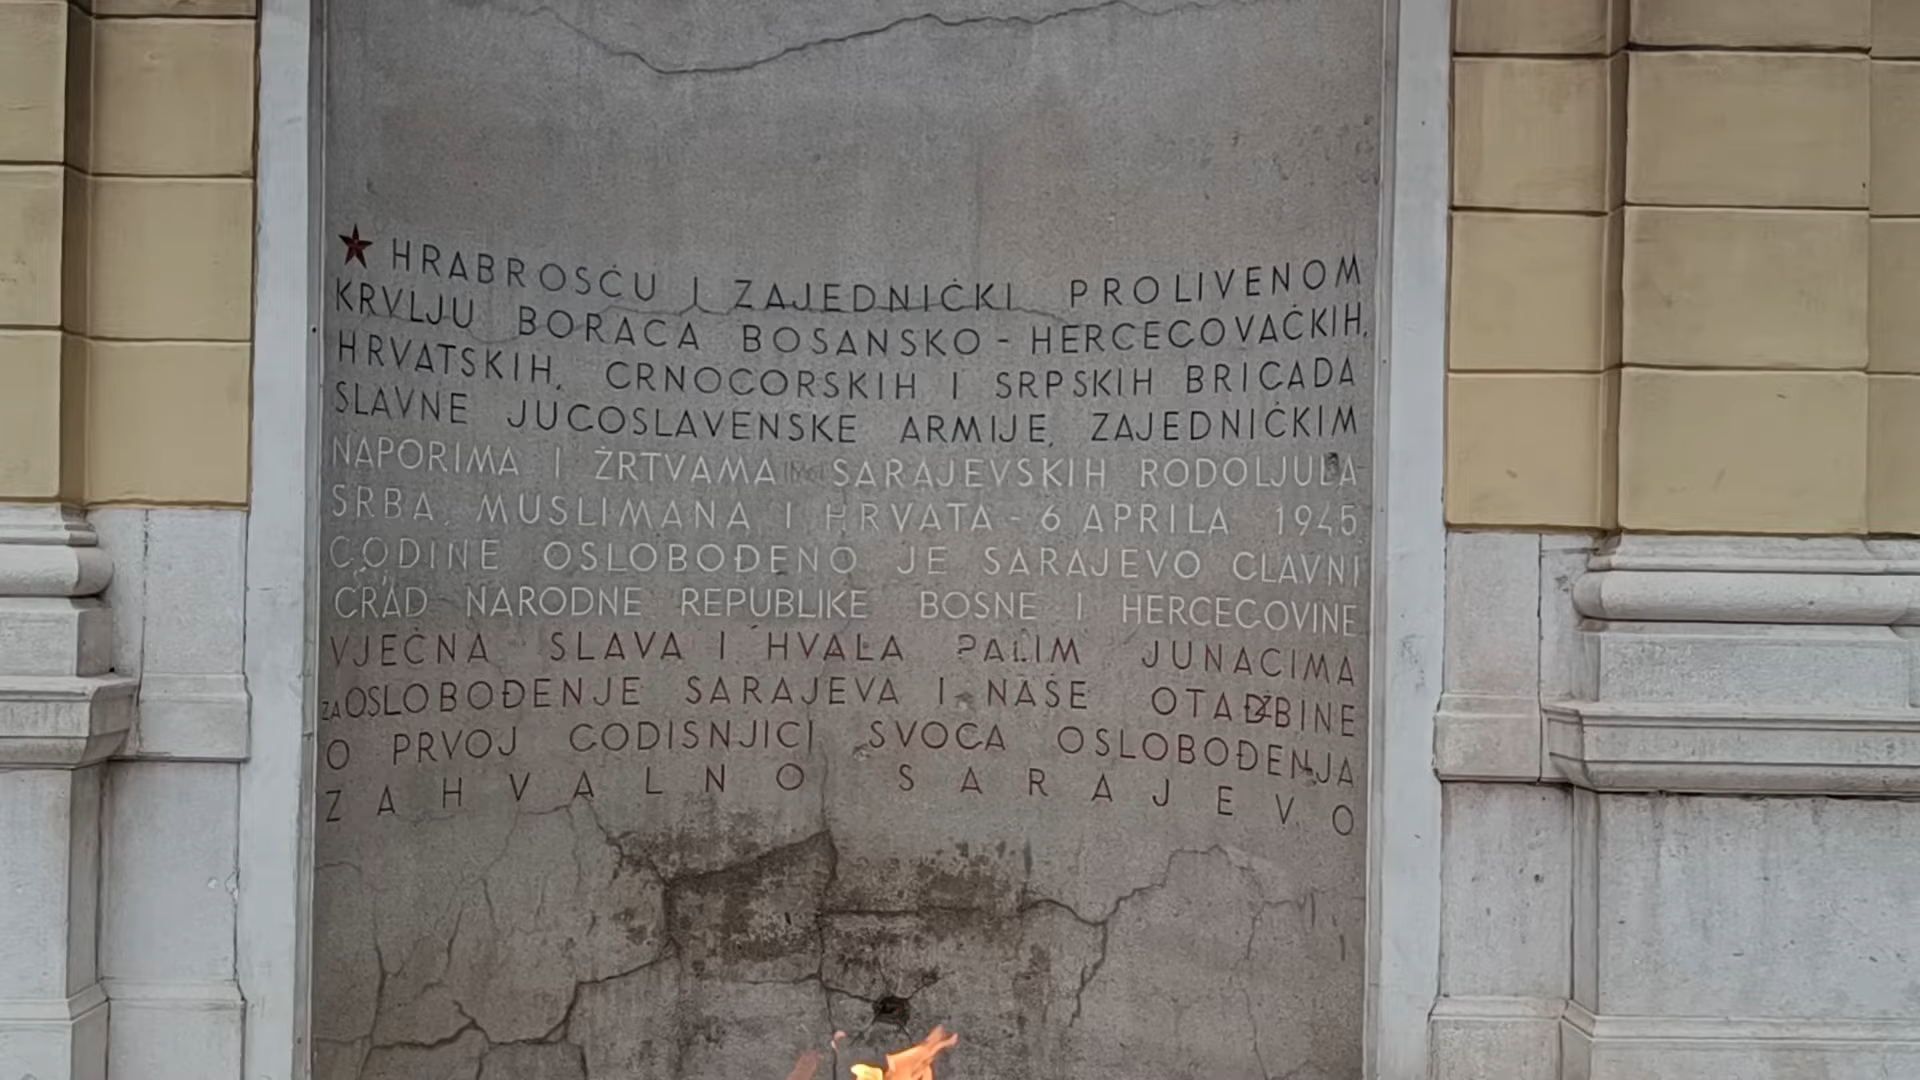 HRABROSĆU I ZAJEDNIČKI PROLIVENOM
KRVLJU BORACA BOSANSKO-HERCEGOVAČKIH,
HRVATSKIH, CRNOGORSKIH I SRPSKIH BRIGADA
SLAVNE JUGOSLAVENSKE ARMIJE, ZAJEDNIČKIM
NAPORIMA I ŽRTVAMA SARAJEVSKIH RODOLJUBA
SRBA, MUSLIMANA I HRVATA - 6 APRILA 1945
GODINE OSLOBOĐENO JE SARAJEVO GLAVNI
GRAD NARODNE REPUBLIKE BOSNE I HERCEGOVINE
VJEČNA SLAVA I HVALA PALIM JUNACIMA
ZA OSLOBOĐENJE SARAJEVA I NAŠE OTADŽBINE
O PRVOJ GODIŠNJICI SVOGA OSLOBOĐENJA
ZAHVALNO SARAJEVO